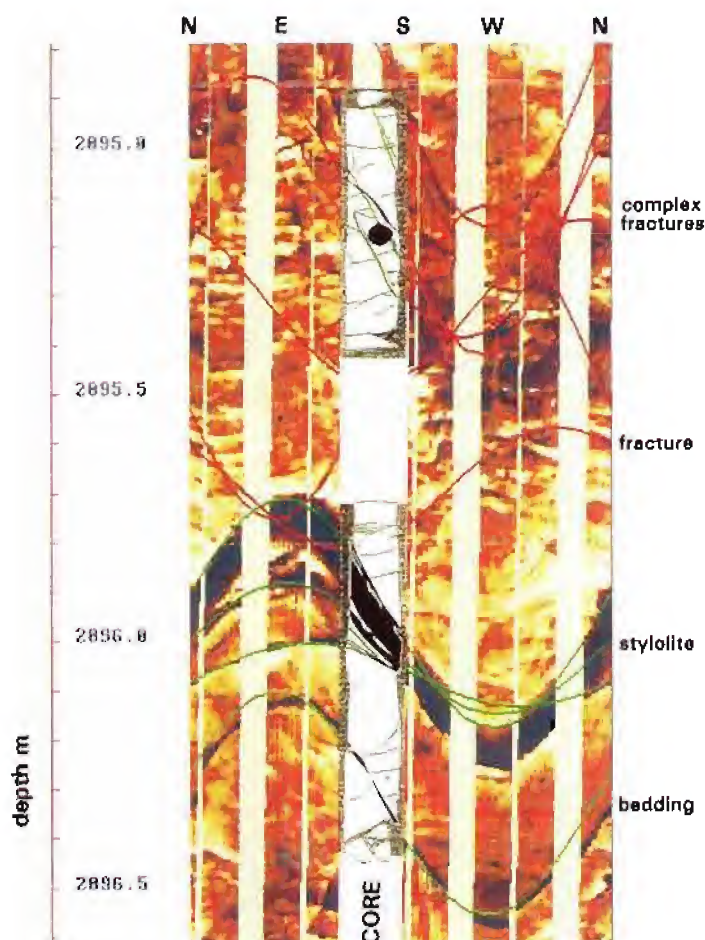 N E S W N
2895.0
complex
fractures
2895.5
fracture
2896.0
stylolite
depth m
bedding
2896.5
CORE